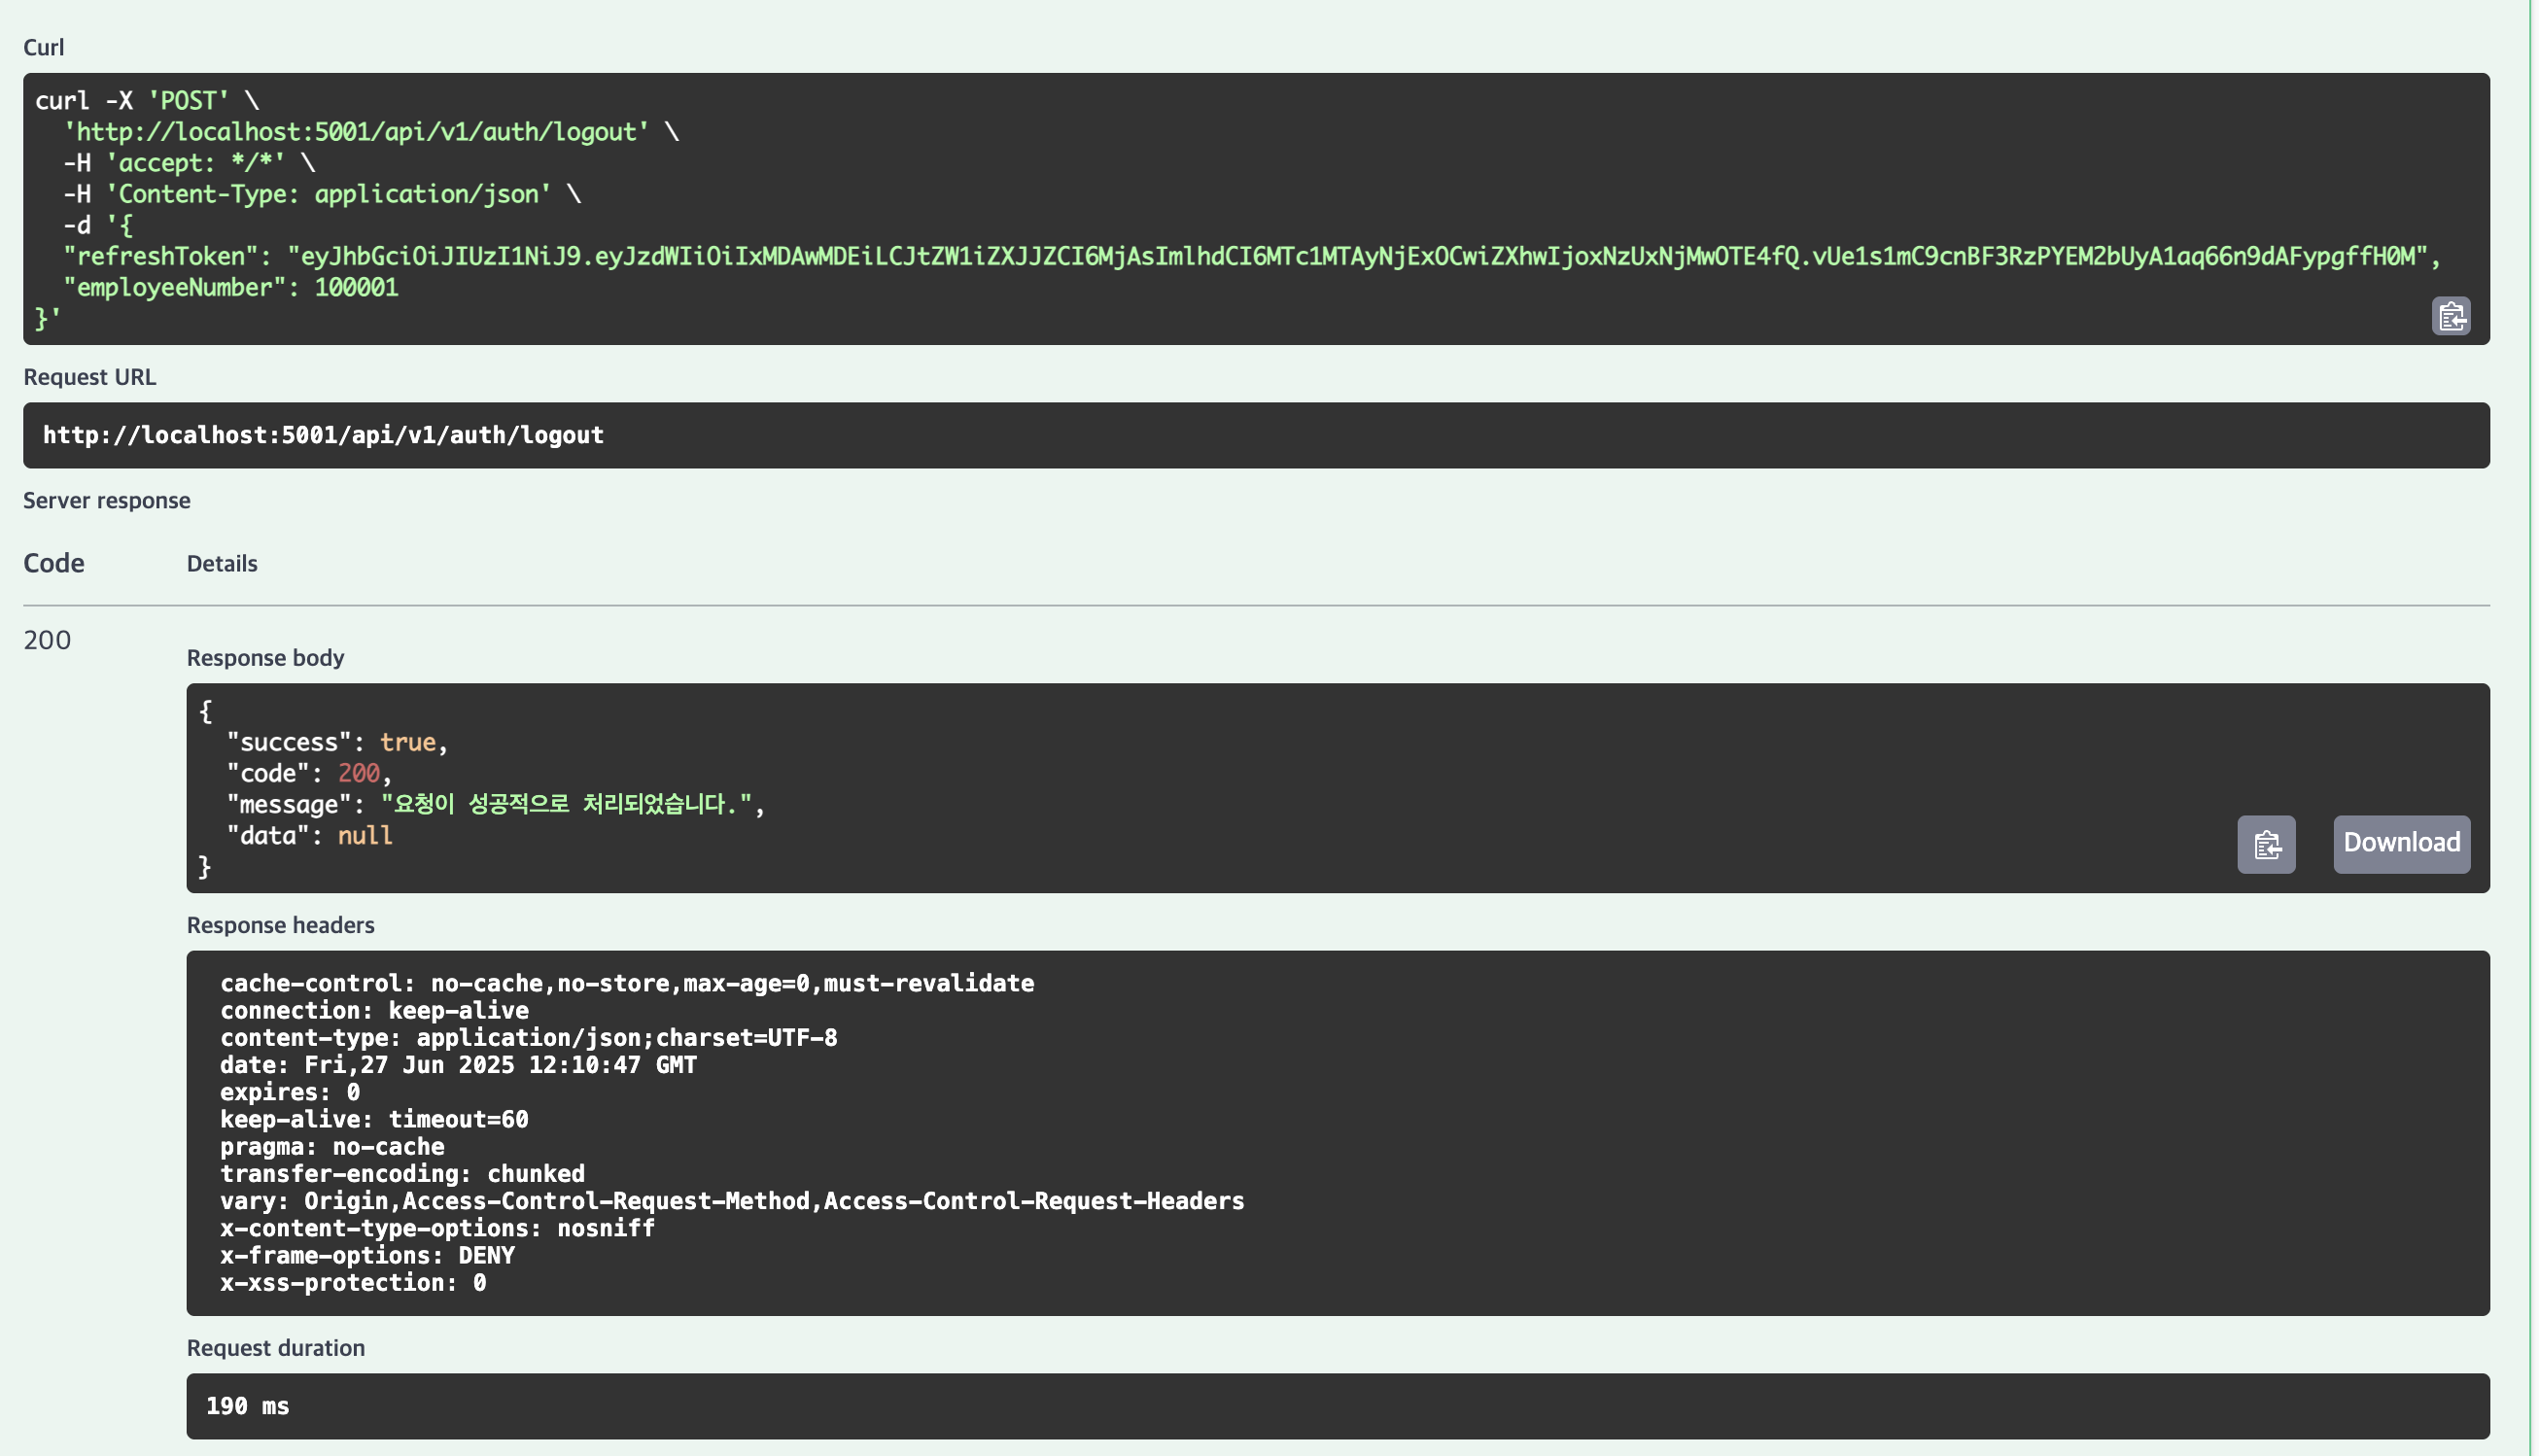 Curl
curl -X 'POST' \
  'http://localhost:5001/api/v1/auth/logout' \
  -H 'accept: */*' \
  -H 'Content-Type: application/json' \
  -d '{
  "refreshToken": "eyJhbGciOiJIUzI1NiJ9.eyJzdWIiOiIxMDAwMDEiLCJtZW1iZXJJZCI6MjAsImlhdCI6MTc1MTAyNjExOCwiZXhwIjoxNzUxNjMwOTE4fQ.vUe1s1mC9cnBF3RzPYEM2bUyA1aq66n9dAFypgffH0M",
  "employeeNumber": 100001
}'
Request URL
http://localhost:5001/api/v1/auth/logout
Server response
Code Details
200
Response body
{
  "success": true,
  "code": 200,
  "message": "요청이 성공적으로 처리되었습니다.",
  "data": null
}
Download
Response headers
cache-control: no-cache,no-store,max-age=0,must-revalidate
connection: keep-alive
content-type: application/json;charset=UTF-8
date: Fri,27 Jun 2025 12:10:47 GMT
expires: 0
keep-alive: timeout=60
pragma: no-cache
transfer-encoding: chunked
vary: Origin,Access-Control-Request-Method,Access-Control-Request-Headers
x-content-type-options: nosniff
x-frame-options: DENY
x-xss-protection: 0
Request duration
190 ms